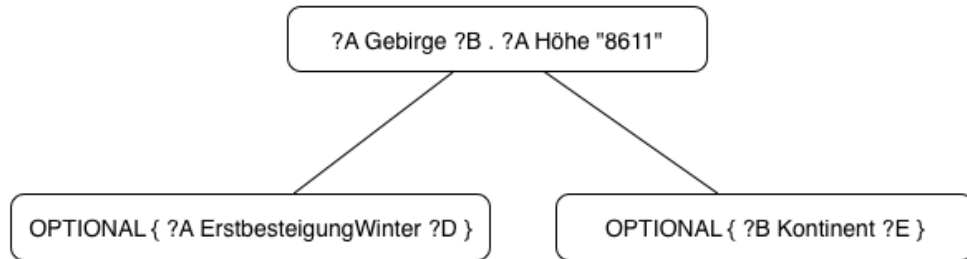 ?A Gebirge ?B . ?A Höhe "8611"
OPTIONAL { ?A ErstbesteigungWinter ?D }
OPTIONAL { ?B Kontinent ?E }